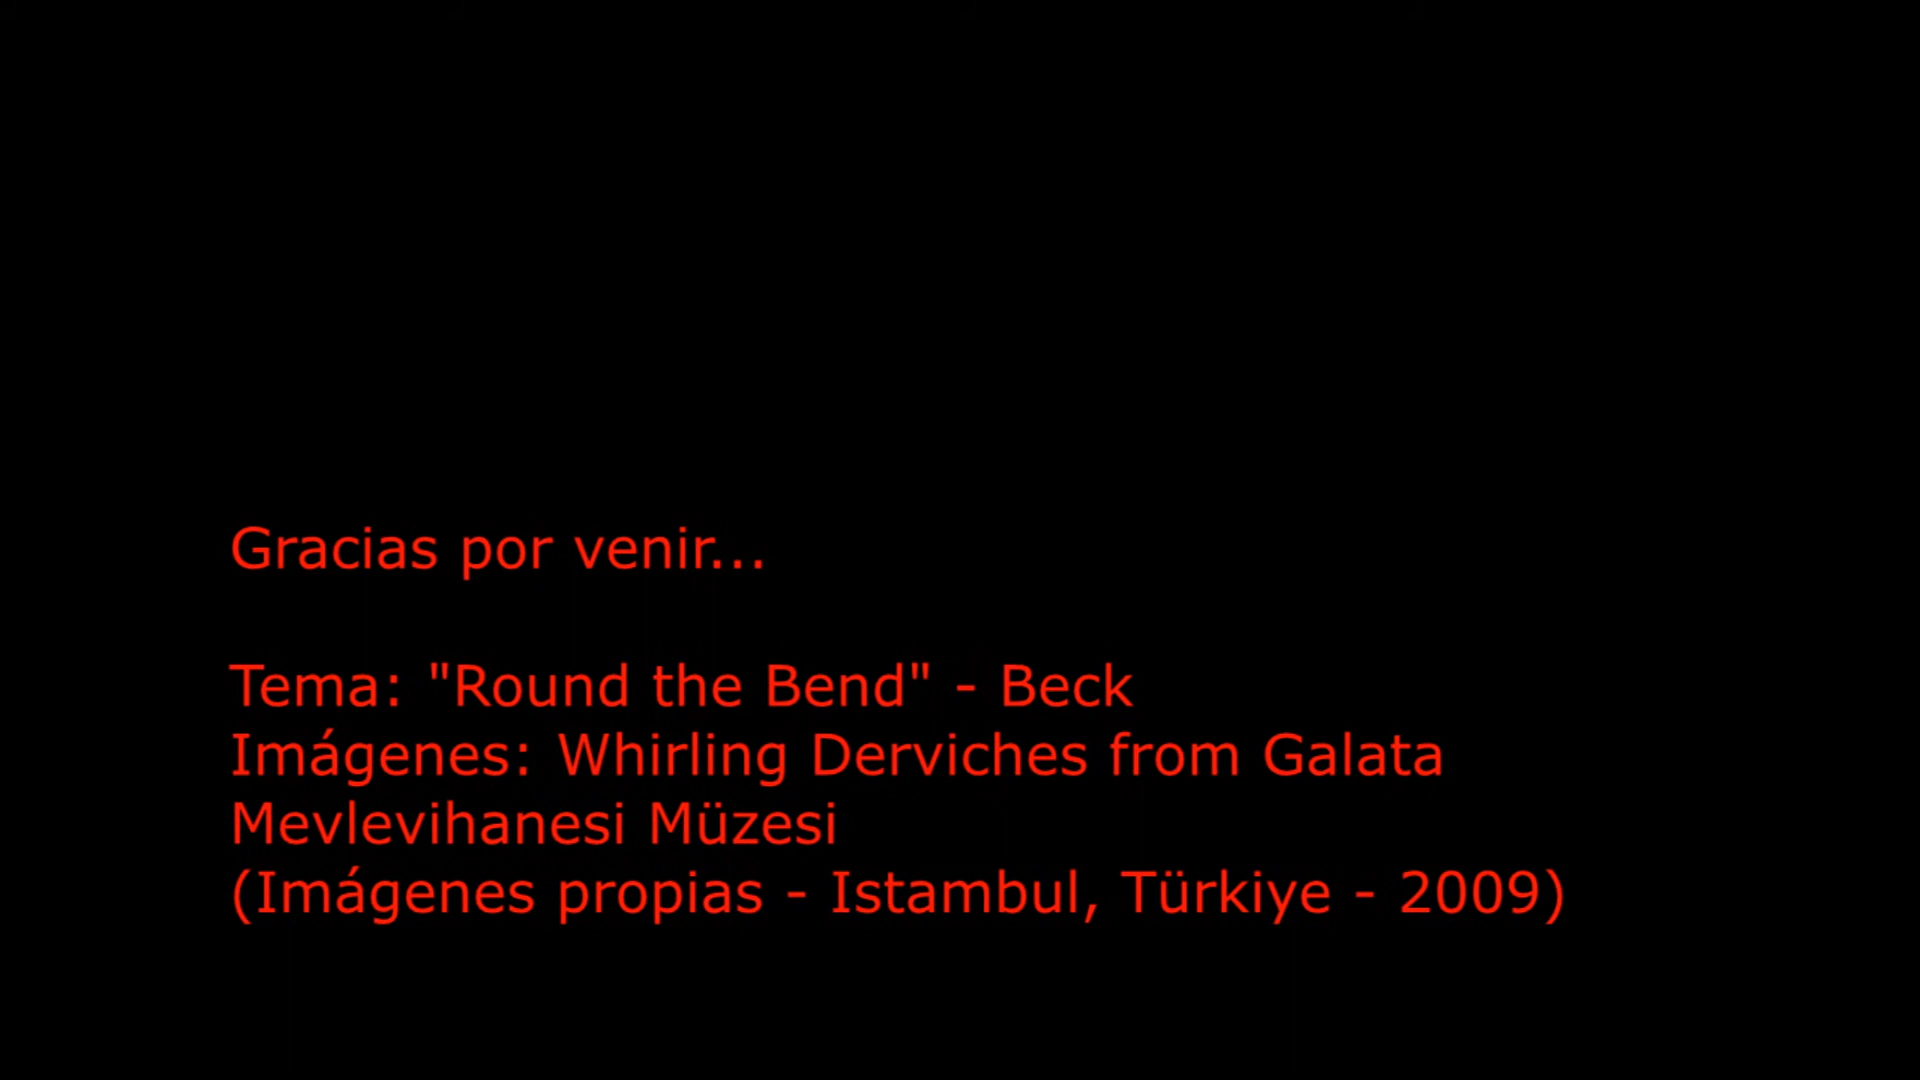 Gracias por venir...
Tema: "Round the Bend" - Beck
Imágenes: Whirling Derviches from Galata
Mevlevihanesi Müzesi
(Imágenes propias - Istambul, Türkiye - 2009)